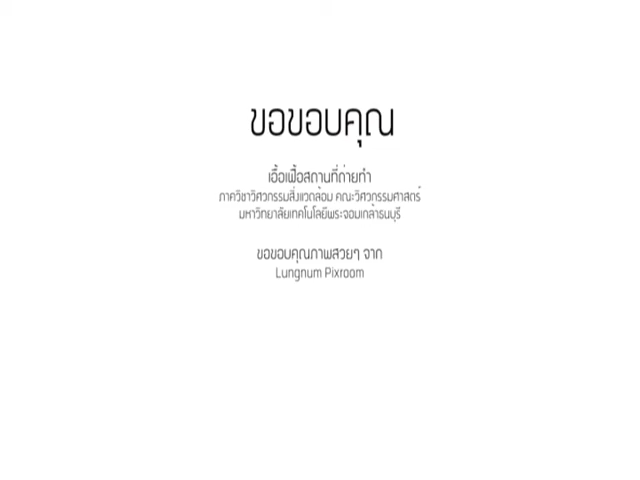 ขอขอบคุณ
เอื้อเฟื้อสถานที่ถ่ายทำ
ภาควิชาวิศวกรรมสิ่งแวดล้อม คณะวิศวกรรมศาสตร์
มหาวิทยาลัยเทคโนโลยีพระจอมเกล้าธนบุรี
ขอขอบคุณภาพสวยๆ จาก
Lungnum Pixroom